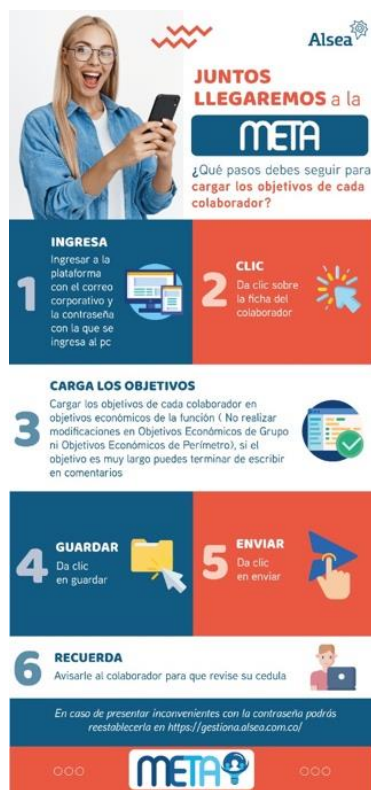 Alsea
JUNTOS
LLEGAREMOS a la
META
¿Qué pasos debes seguir para
cargar los objetivos de cada
colaborador?
1
INGRESA
Ingresar a la
plataforma
con el correo
corporativo y
la contraseña
con la que se
ingresa al pc
2
CLIC
Da clic sobre
la ficha del
colaborador
3
CARGA LOS OBJETIVOS
Cargar los objetivos de cada colaborador en
objetivos económicos de la función ( No realizar
modificaciones en Objetivos Económicos de Grupo
ni Objetivos Económicos de Perímetro), si el
objetivo es muy largo puedes terminar de escribir
en comentarios
4
GUARDAR
Da clic
en guardar
5
ENVIAR
Da clic
en enviar
6
RECUERDA
Avisarle al colaborador para que revise su cedula
En caso de presentar inconvenientes con la contraseña podrás
reestablecerla en https://gestiona.alsea.com.co/
META